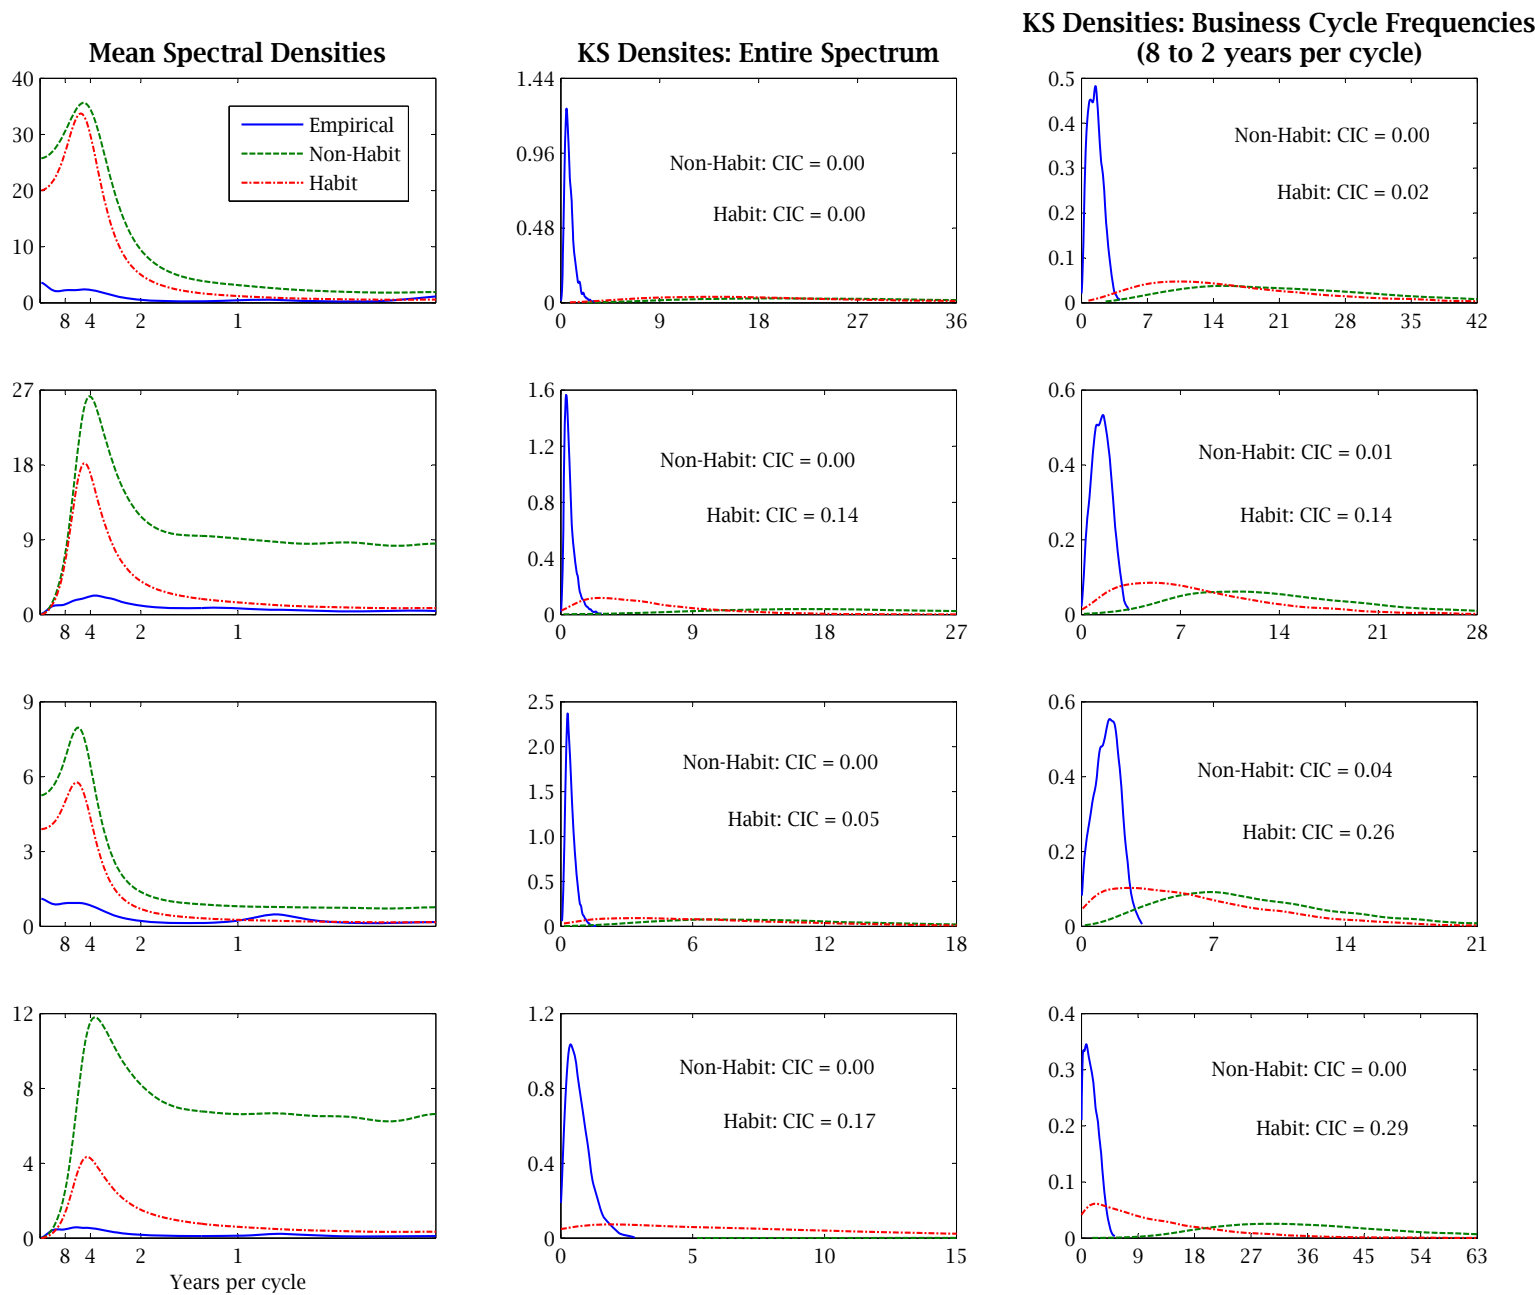 Mean Spectral Densities
KS Densites: Entire Spectrum
KS Densities: Business Cycle Frequencies
(8 to 2 years per cycle)
40
30
20
10
0
8 4 2 1
Empirical
Non-Habit
Habit
1.44
0.96
0.48
0
0 9 18 27 36
Non-Habit: CIC = 0.00
Habit: CIC = 0.00
0.5
0.4
0.3
0.2
0.1
0
0 7 14 21 28 35 42
Non-Habit: CIC = 0.00
Habit: CIC = 0.02
27
18
9
0
8 4 2 1
1.6
1.2
0.8
0.4
0
0 9 18 27
Non-Habit: CIC = 0.00
Habit: CIC = 0.14
0.6
0.4
0.2
0
0 7 14 21 28
Non-Habit: CIC = 0.01
Habit: CIC = 0.14
9
6
3
0
8 4 2 1
2.5
2.0
1.5
1.0
0.5
0
0 6 12 18
Non-Habit: CIC = 0.00
Habit: CIC = 0.05
0.6
0.4
0.2
0
0 7 14 21
Non-Habit: CIC = 0.04
Habit: CIC = 0.26
12
8
4
0
8 4 2 1
Years per cycle
1.2
0.8
0.4
0
0 5 10 15
Non-Habit: CIC = 0.00
Habit: CIC = 0.17
0.4
0.3
0.2
0.1
0
0 9 18 27 36 45 54 63
Non-Habit: CIC = 0.00
Habit: CIC = 0.29